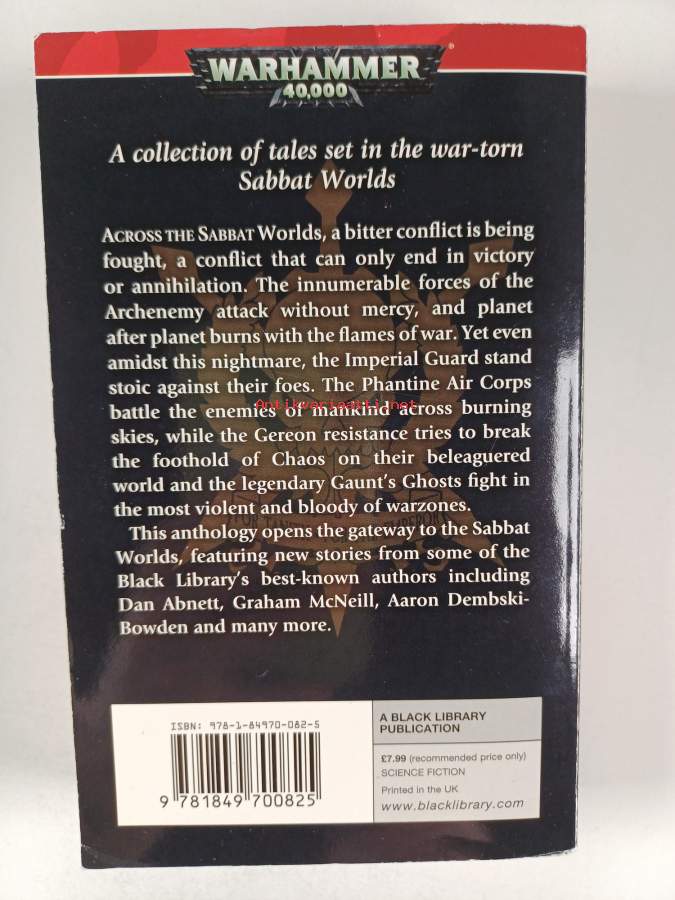 WARHAMMER®
40,000
A collection of tales set in the war-torn
Sabbat Worlds
ACROSS THE SABBAT WORLDS, a bitter conflict is being
fought, a conflict that can only end in victory
or annihilation. The innumerable forces of the
Archenemy attack without mercy, and planet
after planet burns with the flames of war. Yet even
amidst this nightmare, the Imperial Guard stand
stoic against their foes. The Phantine Air Corps
battle the enemies of mankind across burning
Antikvariaatti.net
skies, while the Gereon resistance tries to break
the foothold of Chaos on their beleaguered
world and the legendary Gaunt's Ghosts fight in
the most violent and bloody of warzones.
This anthology opens the gateway to the Sabbat
Worlds, featuring new stories from some of the
Black Library's best-known authors including
Dan Abnett, Graham McNeill, Aaron Dembski-
Bowden and many more.
ISBN: 978-1-84970-082-5
9 781849 700825
A BLACK LIBRARY
PUBLICATION
£7.99 (recommended price only)
SCIENCE FICTION
Printed in the UK
www.blacklibrary.com